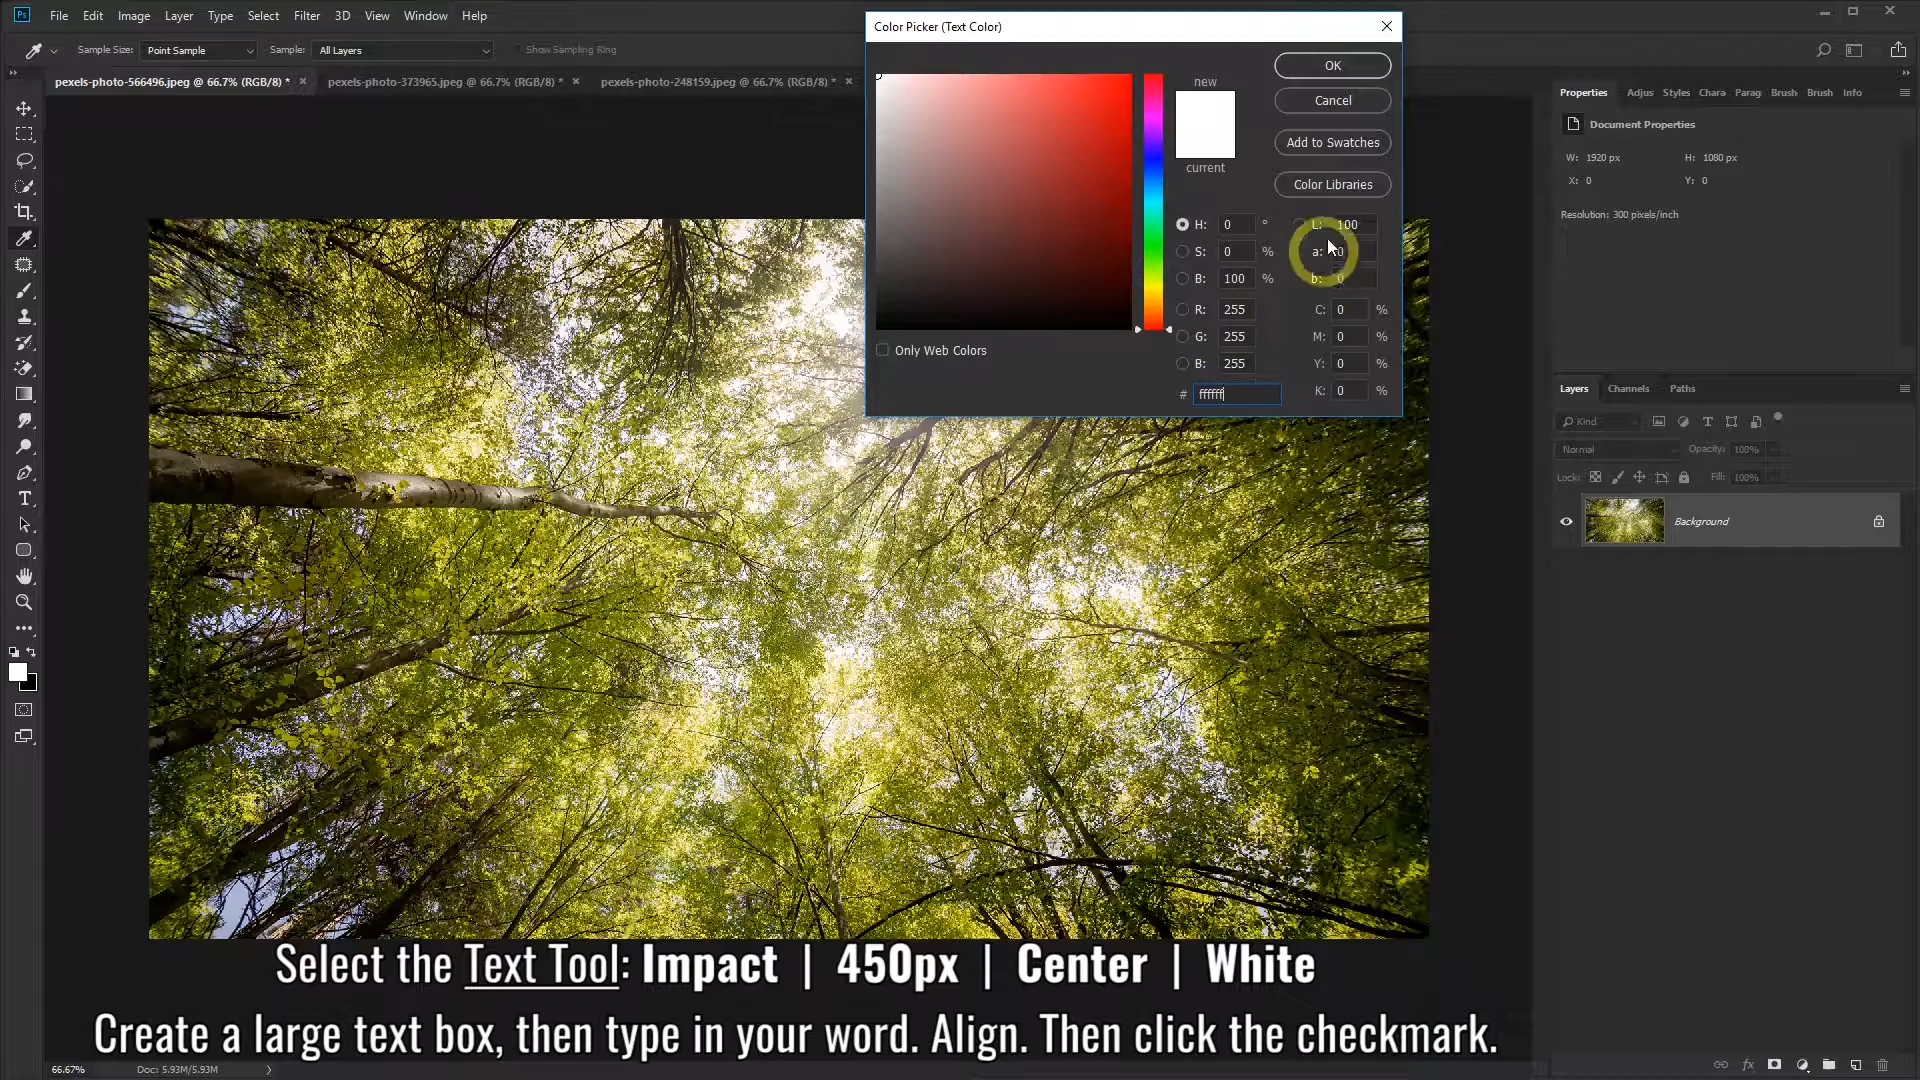 Ps File Edit Image Layer Type Select Filter 3D View Window Help
Sample Size: Point Sample Sample: All Layers Show Sampling Ring
pexels-photo-566496.jpeg @ 66.7% (RGB/8) * × pexels-photo-373965.jpeg @ 66.7% (RGB/8) * × pexels-photo-248159.jpeg @ 66.7% (RGB/8) * ×
Color Picker (Text Color)
new
current
OK
Cancel
Add to Swatches
Color Libraries
H: 0 ° L: 100
S: 0 % a: 0
B: 100 % b: 0
R: 255 C: 0 %
G: 255 M: 0 %
B: 255 Y: 0 %
# ffffff K: 0 %
Only Web Colors
Properties Adjus Styles Chara Parag Brush Brush Info
Document Properties
W: 1920 px H: 1080 px
X: 0 Y: 0
Resolution: 300 pixels/inch
Layers Channels Paths
Kind
Normal Opacity: 100%
Lock: Fill: 100%
Background
Select the Text Tool: Impact | 450px | Center | White
Create a large text box, then type in your word. Align. Then click the checkmark.
66.67% Doc: 5.93M/5.93M
fx